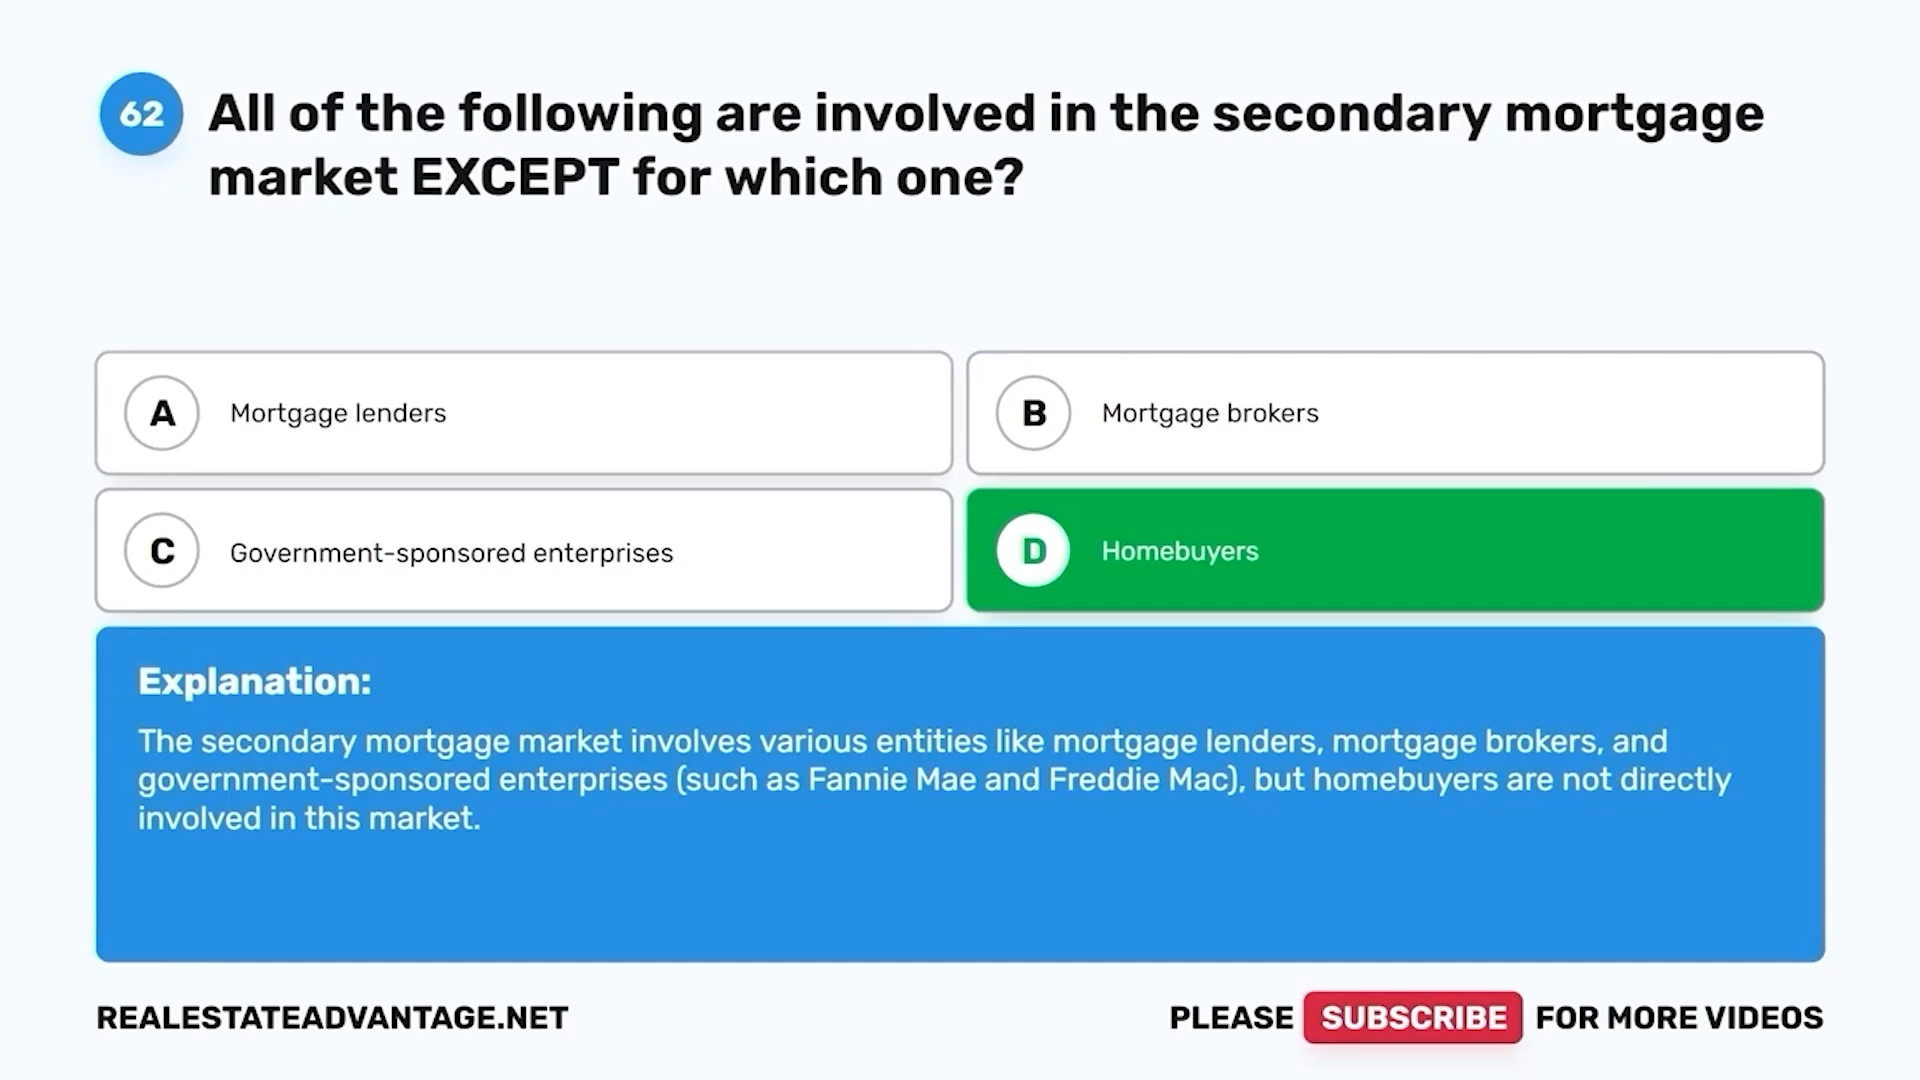 62
All of the following are involved in the secondary mortgage
market EXCEPT for which one?
A Mortgage lenders
B Mortgage brokers
C Government-sponsored enterprises
D Homebuyers
Explanation:
The secondary mortgage market involves various entities like mortgage lenders, mortgage brokers, and
government-sponsored enterprises (such as Fannie Mae and Freddie Mac), but homebuyers are not directly
involved in this market.
REALESTATEADVANTAGE.NET
PLEASE SUBSCRIBE FOR MORE VIDEOS